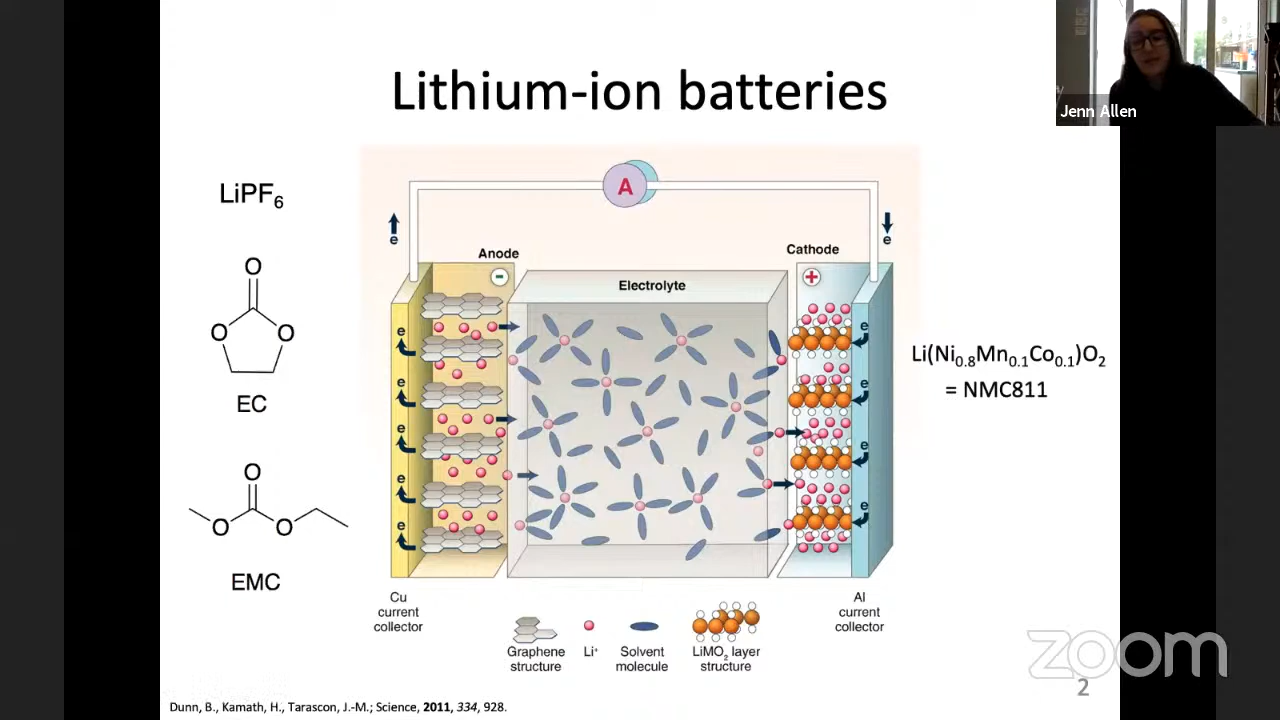 Lithium-ion batteries
Jenn Allen
LiPF6
A
e
e
Anode
Cathode
-
+
Electrolyte
O
O
O
EC
e
e
e
e
e
e
e
e
e
Li(Ni0.8Mn0.1Co0.1)O2
= NMC811
O
O
O
EMC
Cu
current
collector
Al
current
collector
Graphene
structure
Li+
Solvent
molecule
LiMO2 layer
structure
zoom
2
Dunn, B., Kamath, H., Tarascon, J.-M.; Science, 2011, 334, 928.